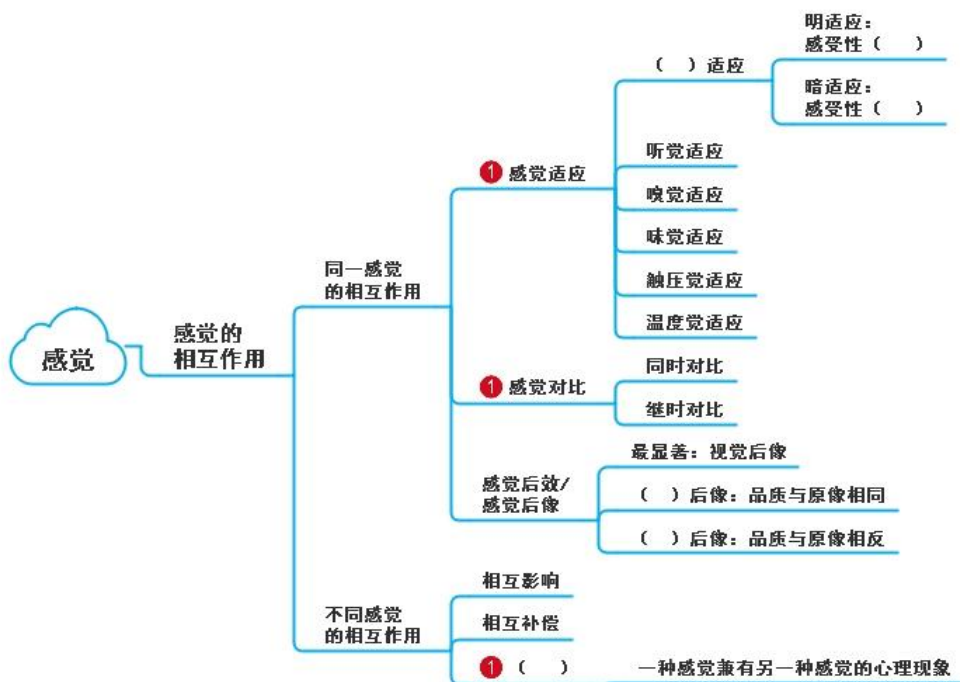 感觉
感觉的
相互作用
同一感觉
的相互作用
1 感觉适应
（ ）适应
明适应：
感受性（ ）
暗适应：
感受性（ ）
听觉适应
嗅觉适应
味觉适应
触压觉适应
温度觉适应
1 感觉对比
同时对比
继时对比
感觉后效/
感觉后像
最显著：视觉后像
（ ）后像：品质与原像相同
（ ）后像：品质与原像相反
不同感觉
的相互作用
相互影响
相互补偿
1 （ ） 一种感觉兼有另一种感觉的心理现象